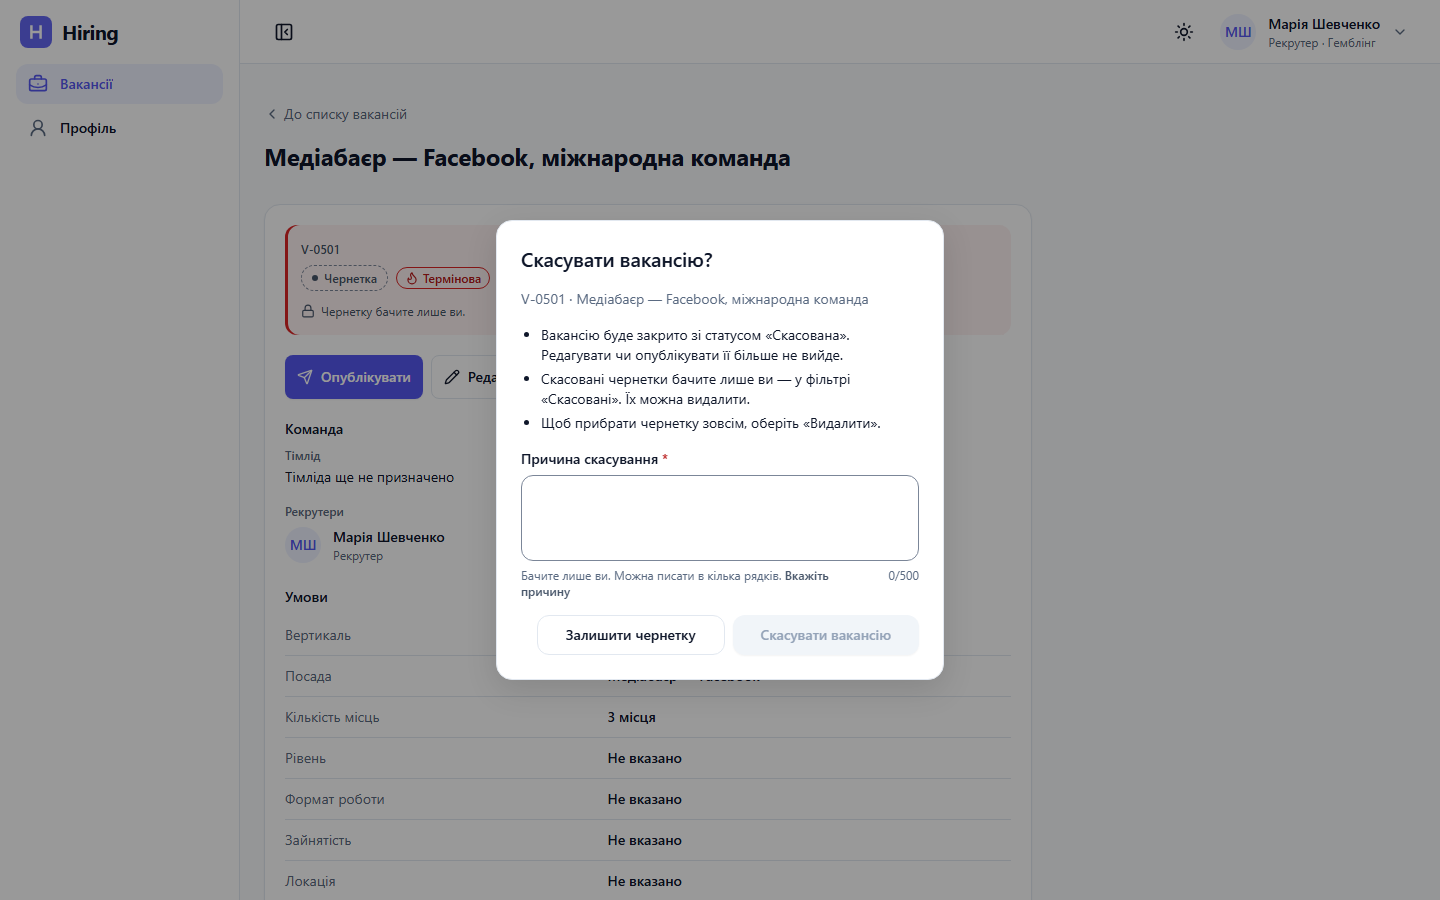 H Hiring
Марія Шевченко
МШ
Рекрутер · Гемблінг
Вакансії
Профіль
До списку вакансій
Медіабаєр — Facebook, міжнародна команда
V-0501
Чернетка
Термінова
Чернетку бачите лише ви.
Опублікувати
Команда
Тімлід
Тімліда ще не призначено
Рекрутери
МШ
Марія Шевченко
Рекрутер
Умови
Вертикаль
Посада
Кількість місць
3 місця
Рівень
Не вказано
Формат роботи
Не вказано
Зайнятість
Не вказано
Локація
Не вказано
Скасувати вакансію?
V-0501 · Медіабаєр — Facebook, міжнародна команда
Вакансію буде закрито зі статусом «Скасована».
Редагувати чи опублікувати її більше не вийде.
Скасовані чернетки бачите лише ви — у фільтрі
«Скасовані». Їх можна видалити.
Щоб прибрати чернетку зовсім, оберіть «Видалити».
Причина скасування *
Бачите лише ви. Можна писати в кілька рядків. Вкажіть
причину
0/500
Залишити чернетку
Скасувати вакансію